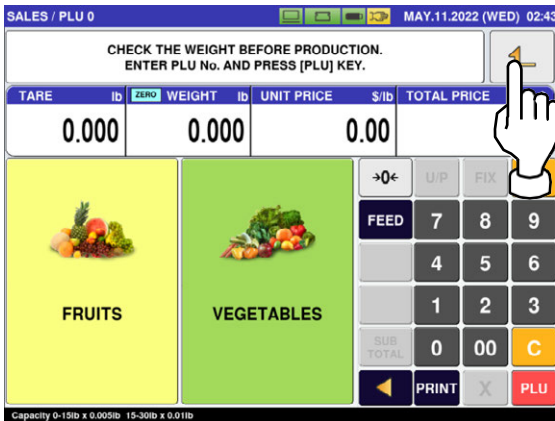 SALES / PLU 0
MAY.11.2022 (WED) 02:43
CHECK THE WEIGHT BEFORE PRODUCTION.
ENTER PLU No. AND PRESS [PLU] KEY.
TARE lb ZERO WEIGHT lb UNIT PRICE $/lb TOTAL PRICE
0.000 0.000 0.00
→0← U/P FIX
FEED 7 8 9
4 5 6
FRUITS VEGETABLES 1 2 3
SUB TOTAL 0 00 C
PRINT X PLU
Capacity 0-15lb x 0.005lb 15-30lb x 0.01lb